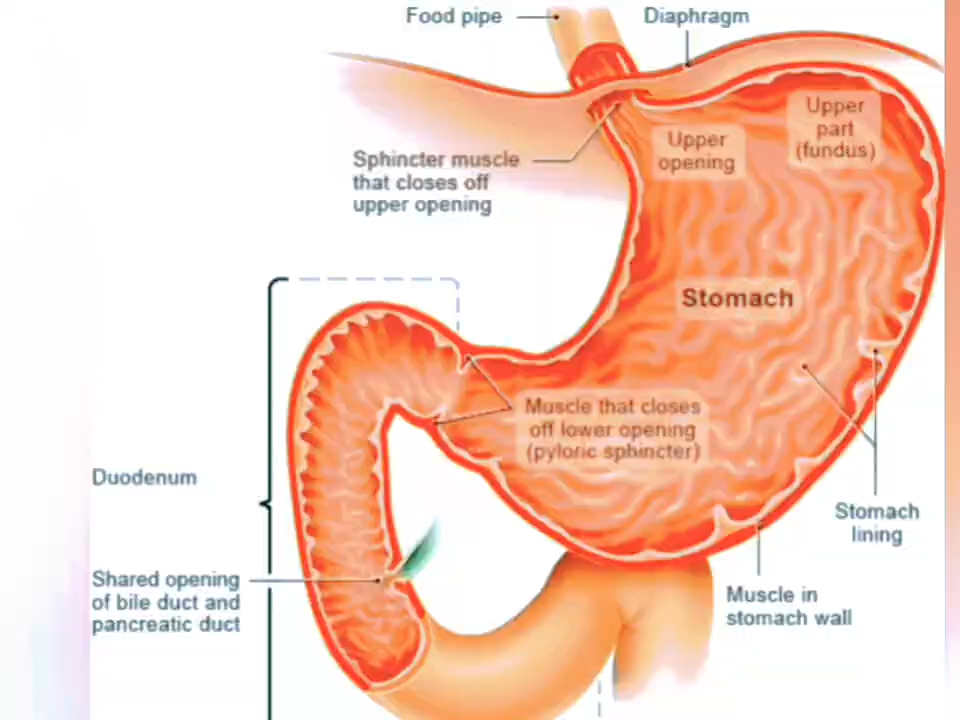 Food pipe
Diaphragm
Upper
part
(fundus)
Upper
opening
Sphincter muscle
that closes off
upper opening
Stomach
Muscle that closes
off lower opening
(pyloric sphincter)
Duodenum
Stomach
lining
Shared opening
of bile duct and
pancreatic duct
Muscle in
stomach wall